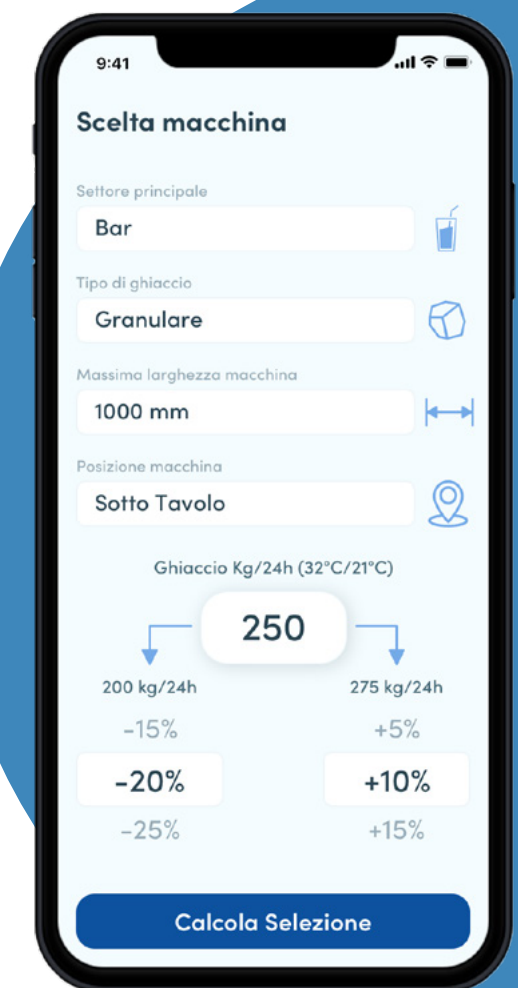 9:41
Scelta macchina
Settore principale
Bar
Tipo di ghiaccio
Granulare
Massima larghezza macchina
1000 mm
Posizione macchina
Sotto Tavolo
Ghiaccio Kg/24h (32°C/21°C)
250
200 kg/24h 275 kg/24h
-15% +5%
-20% +10%
-25% +15%
Calcola Selezione